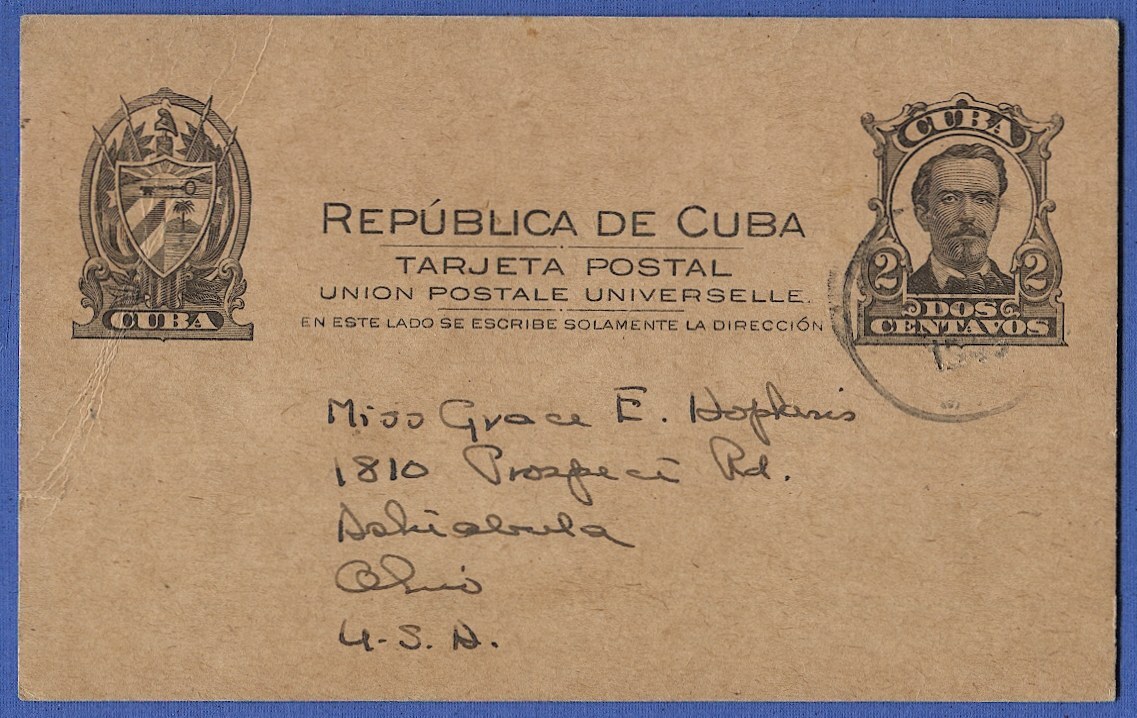 CUBA
REPÚBLICA DE CUBA
TARJETA POSTAL
UNION POSTALE UNIVERSELLE.
EN ESTE LADO SE ESCRIBE SOLAMENTE LA DIRECCIÓN
CUBA
2 2
DOS
CENTAVOS
Miss Grace E. Hopkins
1810 Prospect Rd.
Ashtabula
Ohio
U.S.A.